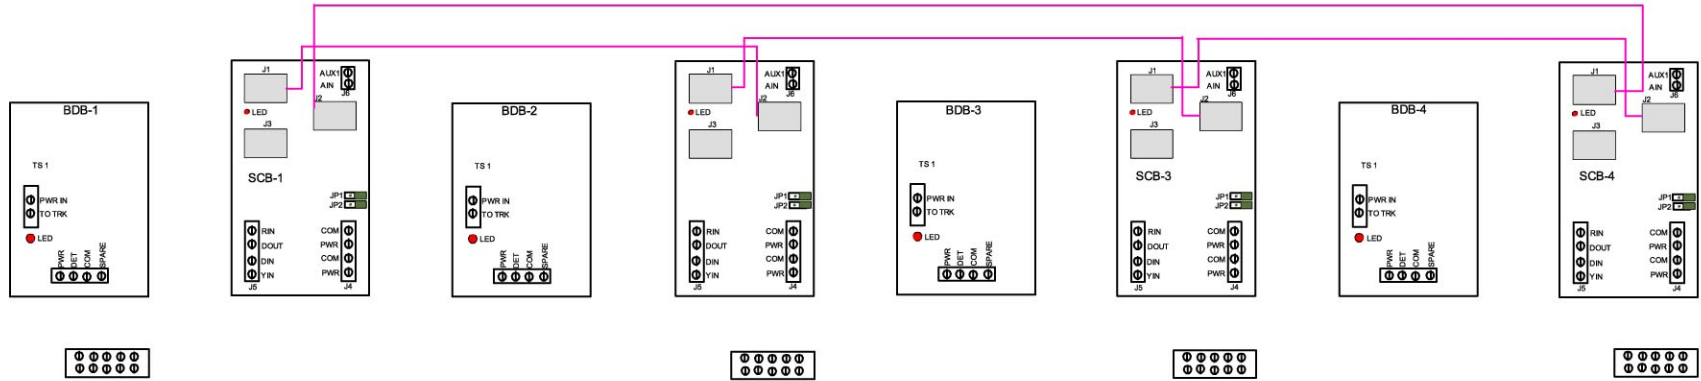 BDB-1
TS 1
PWR IN
TO TRK
LED
PWR
DET
COM
SPARE
J1
AUX1
AIN
J6
LED
J2
J3
SCB-1
JP1
JP2
RIN
DOUT
DIN
YIN
J5
COM
PWR
COM
PWR
J4
BDB-2
TS 1
PWR IN
TO TRK
LED
PWR
DET
COM
SPARE
J1
AUX1
AIN
J6
LED
J2
J3
JP1
JP2
RIN
DOUT
DIN
YIN
J5
COM
PWR
COM
PWR
J4
BDB-3
TS 1
PWR IN
TO TRK
LED
PWR
DET
COM
SPARE
J1
AUX1
AIN
J6
LED
J2
J3
SCB-3
JP1
JP2
RIN
DOUT
DIN
YIN
J5
COM
PWR
COM
PWR
J4
BDB-4
TS 1
PWR IN
TO TRK
LED
PWR
DET
COM
SPARE
J1
AUX1
AIN
J6
LED
J2
J3
SCB-4
JP1
JP2
RIN
DOUT
DIN
YIN
J5
COM
PWR
COM
PWR
J4